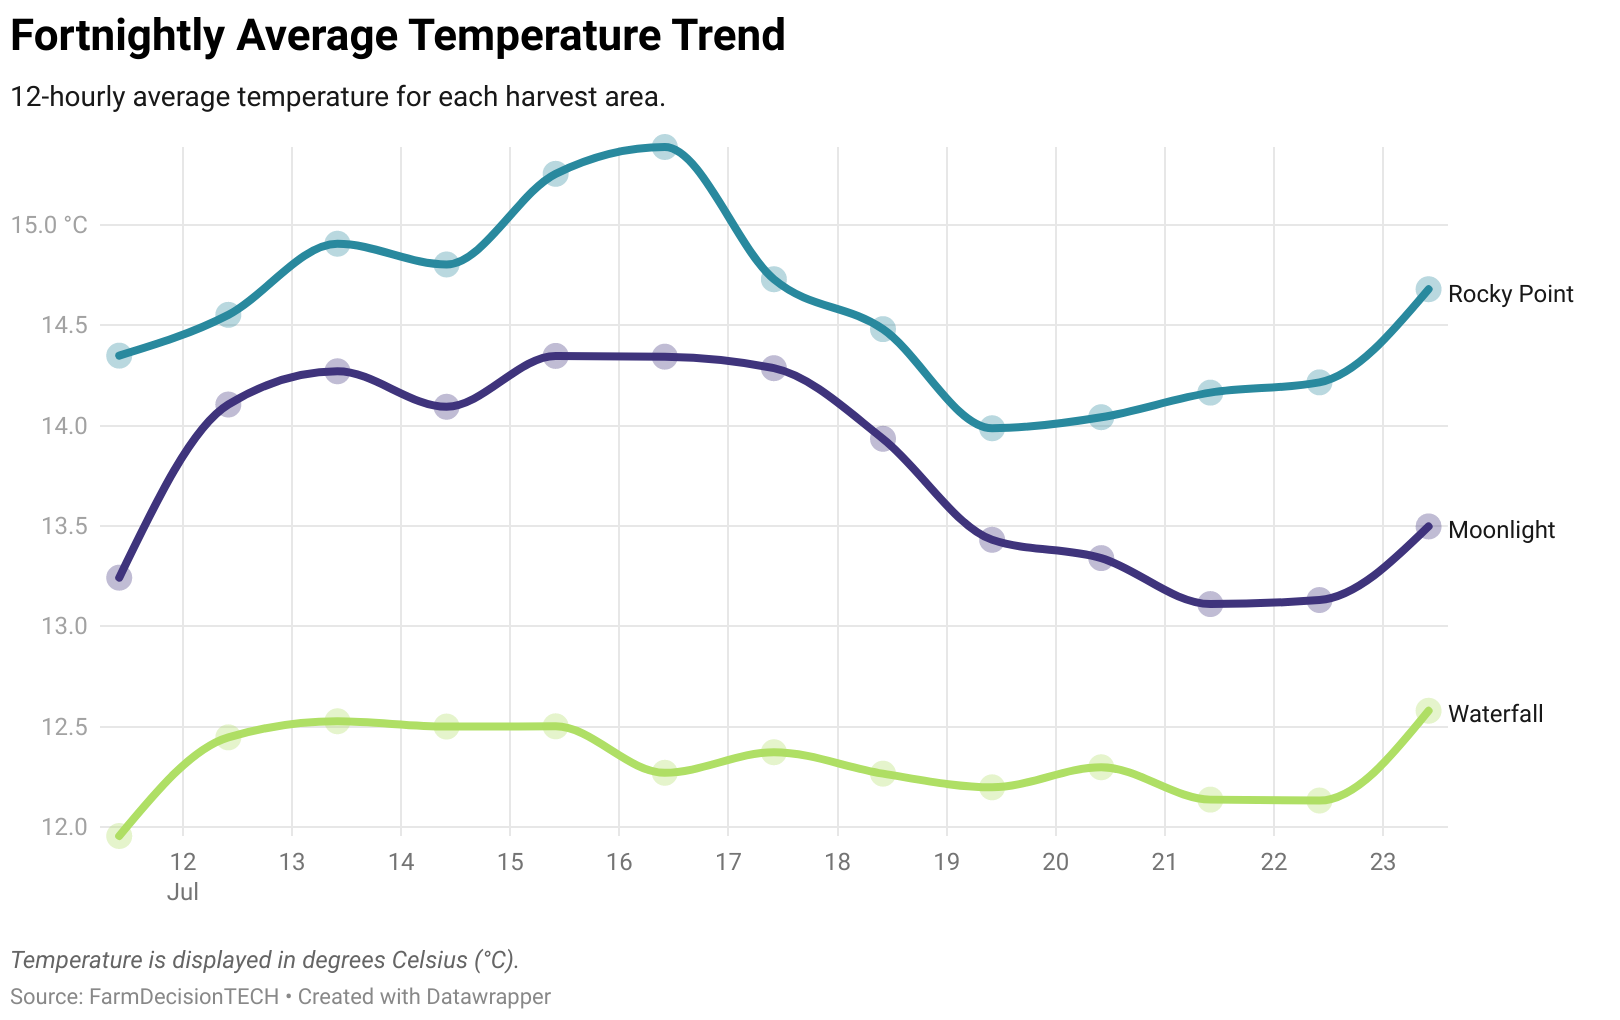 Fortnightly Average Temperature Trend
12-hourly average temperature for each harvest area.
15.0 °C
14.5
14.0
13.5
13.0
12.5
12.0
Rocky Point
Moonlight
Waterfall
12 13 14 15 16 17 18 19 20 21 22 23
Jul
Temperature is displayed in degrees Celsius (°C).
Source: FarmDecisionTECH • Created with Datawrapper